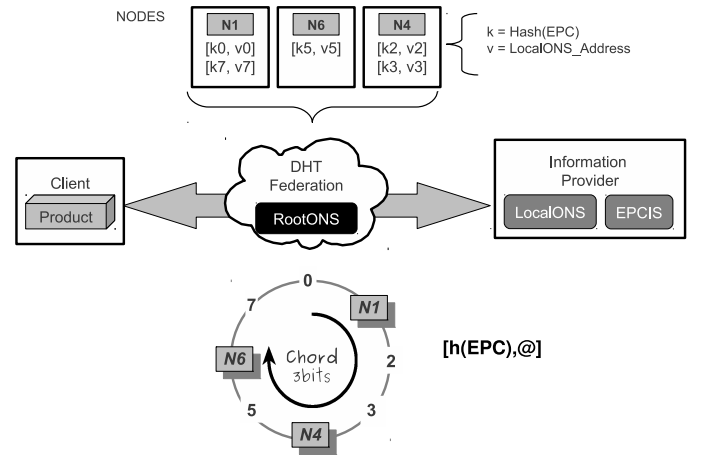 NODES
N1
[k0, v0]
[k7, v7]
N6
[k5, v5]
N4
[k2, v2]
[k3, v3]
k = Hash(EPC)
v = LocalONS_Address
Client
Product
DHT
Federation
RootONS
Information
Provider
LocalONS
EPCIS
0
7
N1
N6
Chord
3bits
2
5
3
N4
[h(EPC),@]